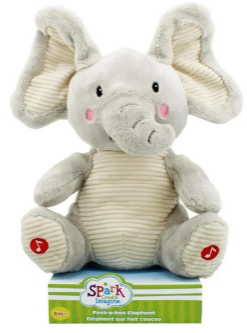 Spark
Create
Imagine
Peek-a-boo Elephant
Éléphant qui fait coucou